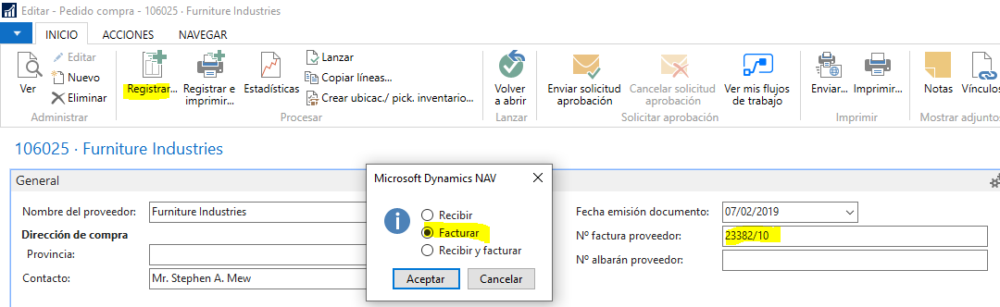 Editar - Pedido compra - 106025 · Furniture Industries
INICIO ACCIONES NAVEGAR
Ver
Editar
Nuevo
Eliminar
Administrar
Registrar...
Registrar e
imprimir...
Estadísticas
Lanzar
Copiar líneas...
Crear ubicac./ pick. inventario...
Procesar
Volver
a abrir
Lanzar
Enviar solicitud
aprobación
Cancelar solicitud
aprobación
Ver mis flujos
de trabajo
Solicitar aprobación
Enviar...
Imprimir...
Imprimir
Notas
Vínculos
Mostrar adjuntos
106025 · Furniture Industries
General
Nombre del proveedor: Furniture Industries
Dirección de compra
Provincia:
Contacto: Mr. Stephen A. Mew
Microsoft Dynamics NAV
Recibir
Facturar
Recibir y facturar
Aceptar Cancelar
Fecha emisión documento: 07/02/2019
Nº factura proveedor: 23382/10
Nº albarán proveedor: